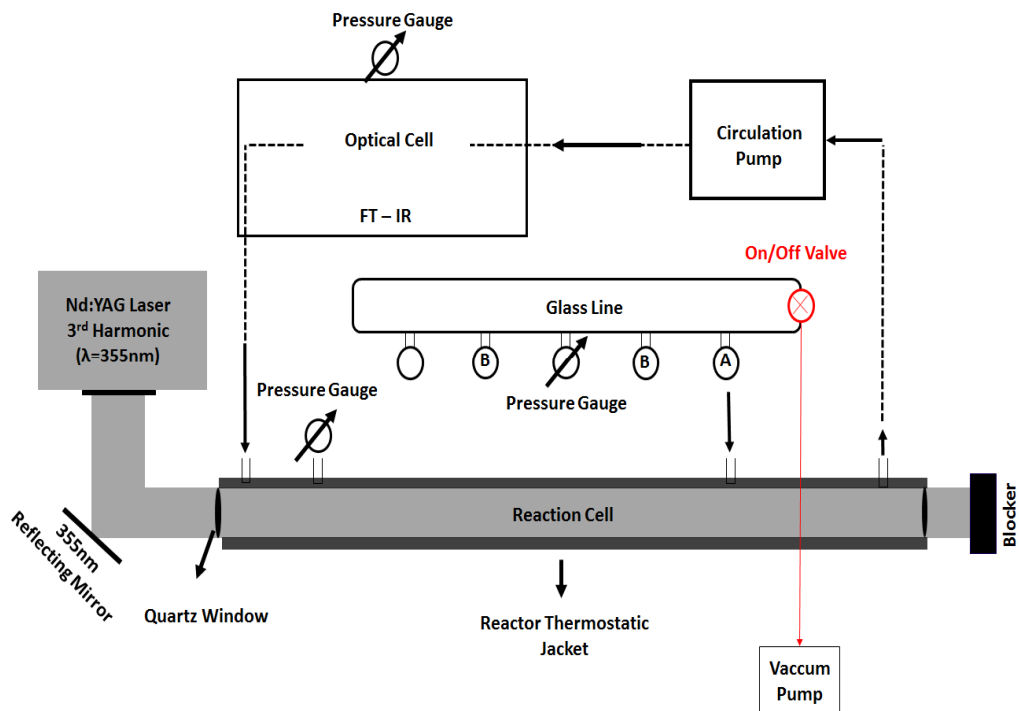 Pressure Gauge
Optical Cell
FT – IR
Circulation
Pump
On/Off Valve
Nd:YAG Laser
3rd Harmonic
(λ=355nm)
Glass Line
B
B
A
Pressure Gauge
Pressure Gauge
Reaction Cell
Blocker
355nm
Reflecting Mirror
Quartz Window
Reactor Thermostatic
Jacket
Vaccum
Pump